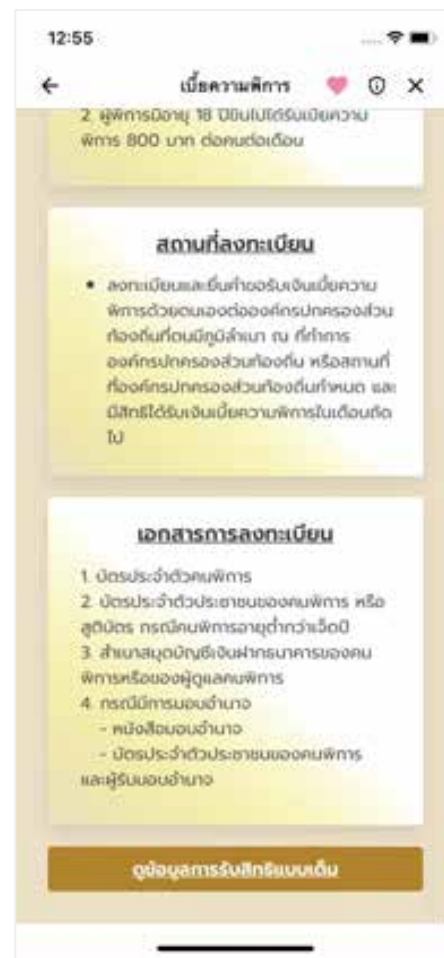 12:55
เบี้ยความพิการ
2. ผู้พิการมีอายุ 18 ปีขึ้นไปได้รับเบี้ยความ
พิการ 800 บาท ต่อคนต่อเดือน
สถานที่ลงทะเบียน
• ลงทะเบียนและยื่นคำขอรับเงินเบี้ยความ
พิการด้วยตนเองต่อองค์กรปกครองส่วน
ท้องถิ่นที่ตนมีภูมิลำเนา ณ ที่ทำการ
องค์กรปกครองส่วนท้องถิ่น หรือสถานที่
ที่องค์กรปกครองส่วนท้องถิ่นกำหนด และ
มีสิทธิได้รับเงินเบี้ยความพิการในเดือนถัด
ไป
เอกสารการลงทะเบียน
1. บัตรประจำตัวคนพิการ
2. บัตรประจำตัวประชาชนของคนพิการ หรือ
สูติบัตร กรณีคนพิการอายุต่ำกว่าเจ็ดปี
3. สำเนาสมุดบัญชีเงินฝากธนาคารของคน
พิการหรือของผู้ดูแลคนพิการ
4. กรณีมีการมอบอำนาจ
- หนังสือมอบอำนาจ
- บัตรประจำตัวประชาชนของคนพิการ
และผู้รับมอบอำนาจ
ดูข้อมูลการรับสิทธิแบบเต็ม